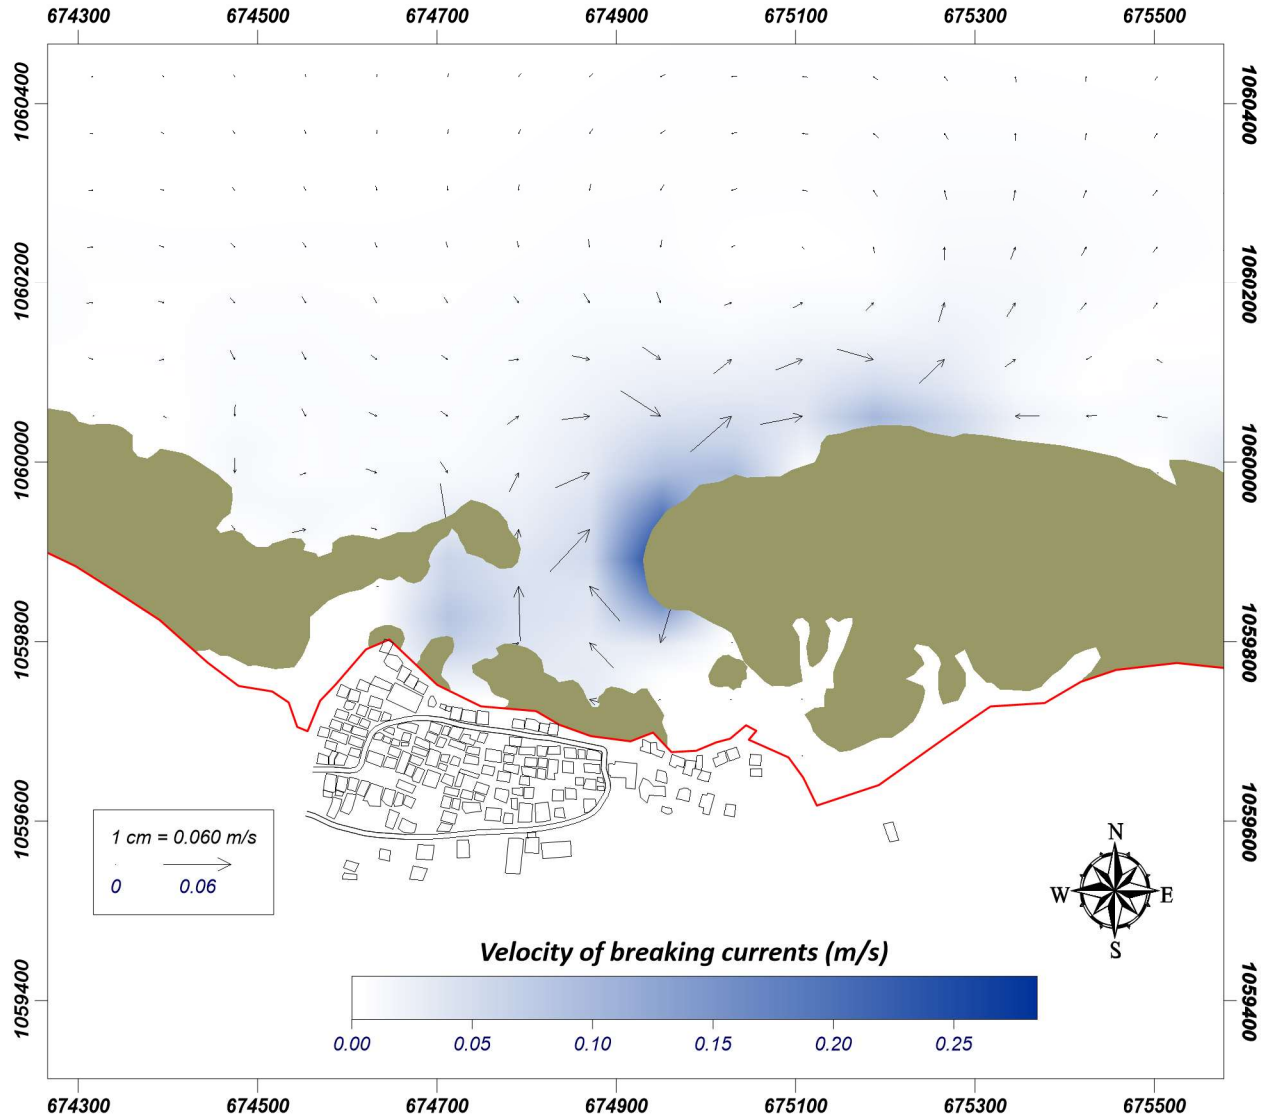 674300 674500 674700 674900 675100 675300 675500
1060400 1060400
1060200 1060200
1060000 1060000
1059800 1059800
1059600 1059600
1059400 1059400
1 cm = 0.060 m/s
0 0.06
N
W E
S
Velocity of breaking currents (m/s)
0.00 0.05 0.10 0.15 0.20 0.25
674300 674500 674700 674900 675100 675300 675500